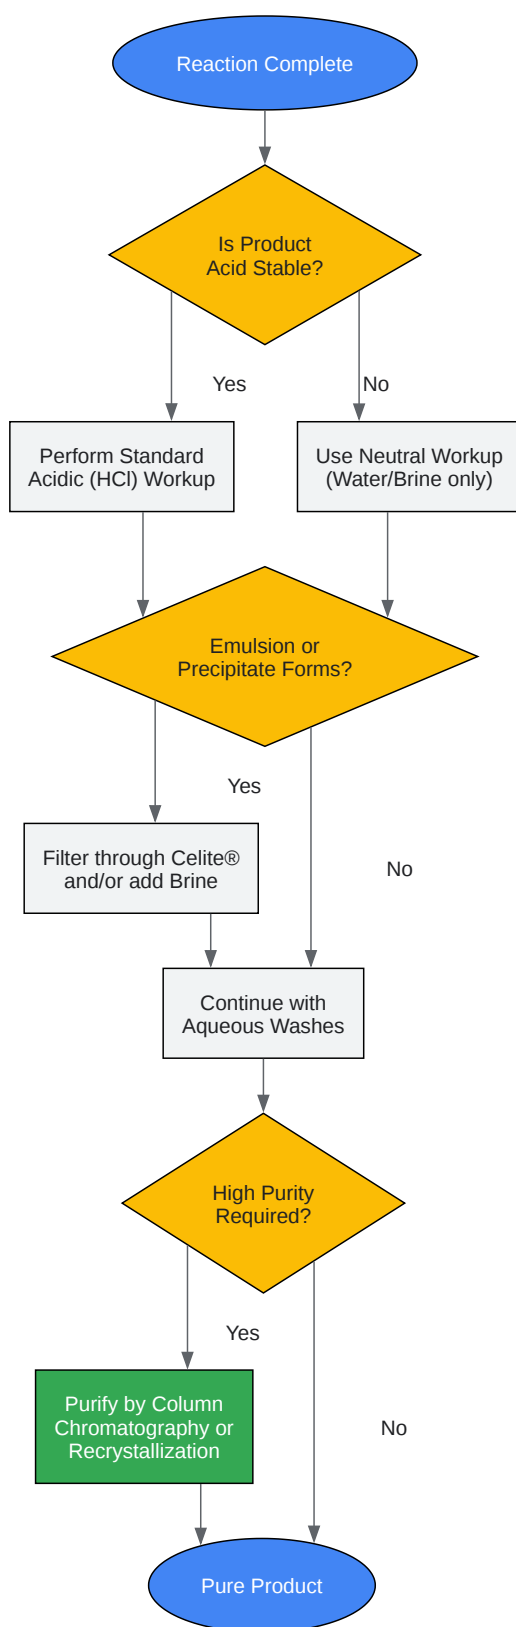 Reaction Complete
Is Product
Acid Stable?
Yes
No
Perform Standard
Acidic (HCl) Workup
Use Neutral Workup
(Water/Brine only)
Emulsion or
Precipitate Forms?
Yes
Filter through Celite®
and/or add Brine
No
Continue with
Aqueous Washes
High Purity
Required?
Yes
Purify by Column
Chromatography or
Recrystallization
No
Pure Product